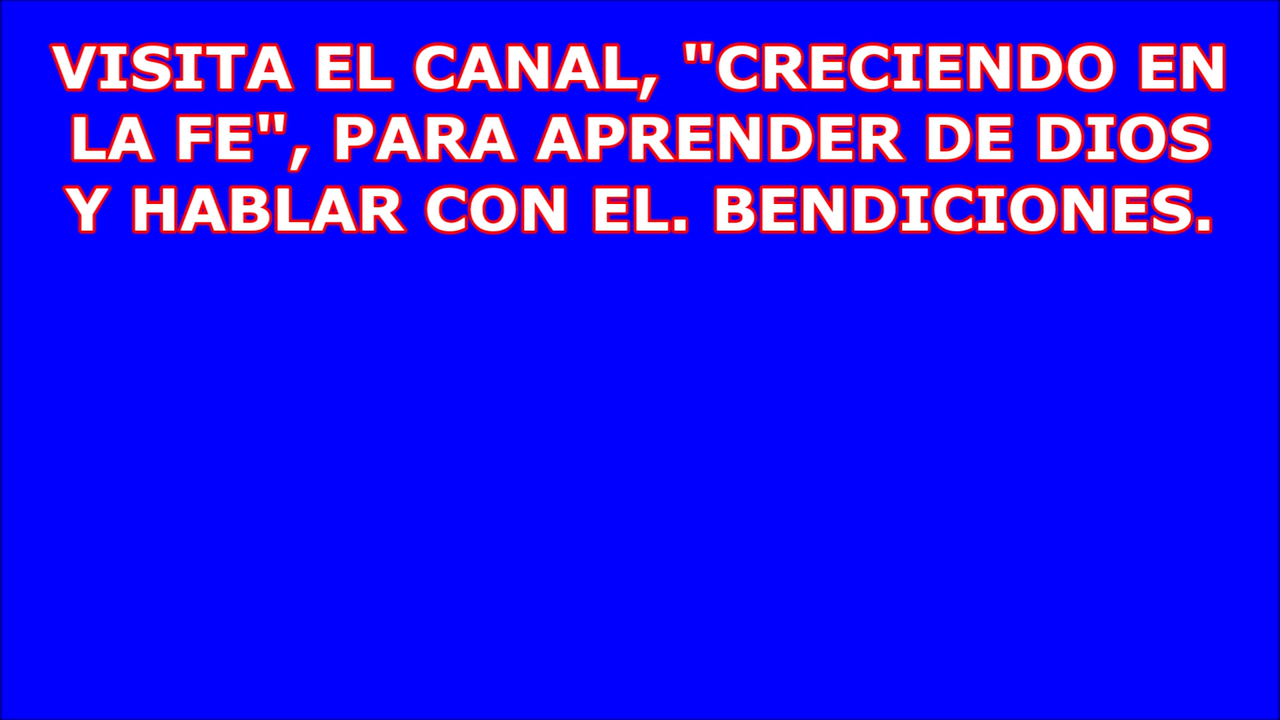 VISITA EL CANAL, "CRECIENDO EN
LA FE", PARA APRENDER DE DIOS
Y HABLAR CON EL. BENDICIONES.